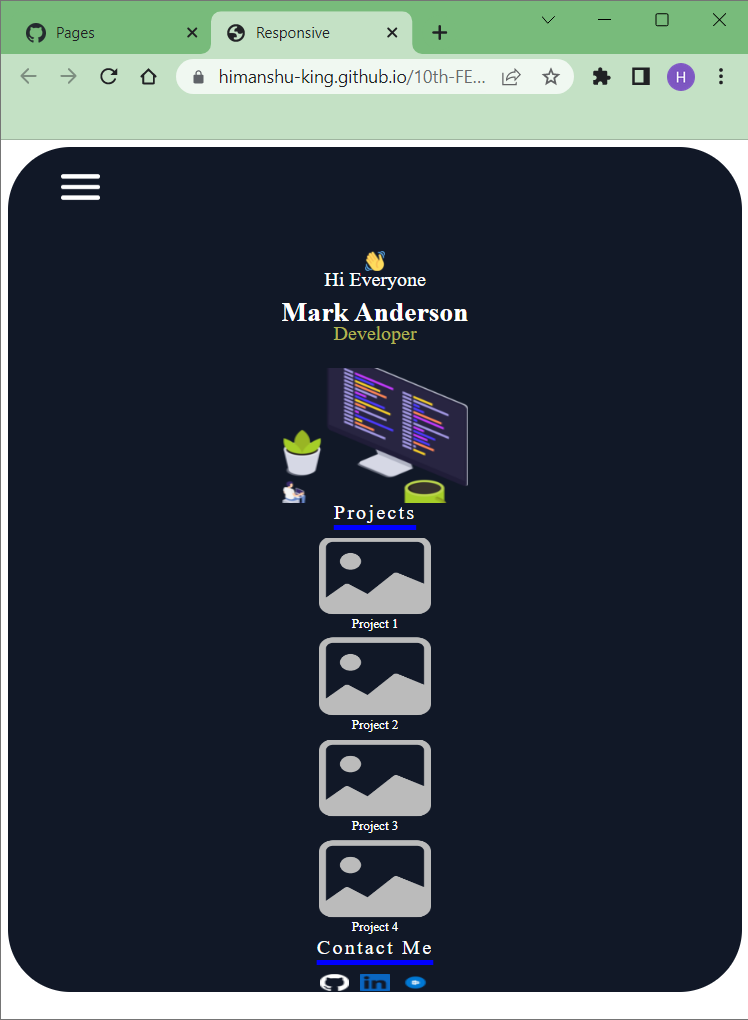 Pages
Responsive
himanshu-king.github.io/10th-FE...
H
Hi Everyone
Mark Anderson
Developer
Projects
Project 1
Project 2
Project 3
Project 4
Contact Me
in